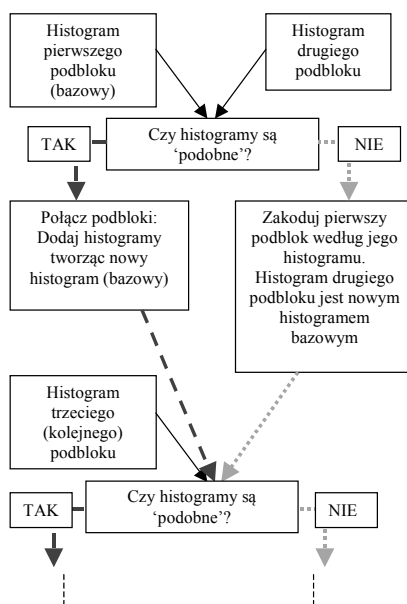 Histogram
pierwszego
podbloku
(bazowy)
Histogram
drugiego
podbloku
Czy histogramy są
‘podobne’?
TAK
NIE
Połącz podbloki:
Dodaj histogramy
tworząc nowy
histogram (bazowy)
Zakoduj pierwszy
podblok według jego
histogramu.
Histogram drugiego
podbloku jest nowym
histogramem
bazowym
Histogram
trzeciego
(kolejnego)
podbloku
Czy histogramy są
‘podobne’?
TAK
NIE